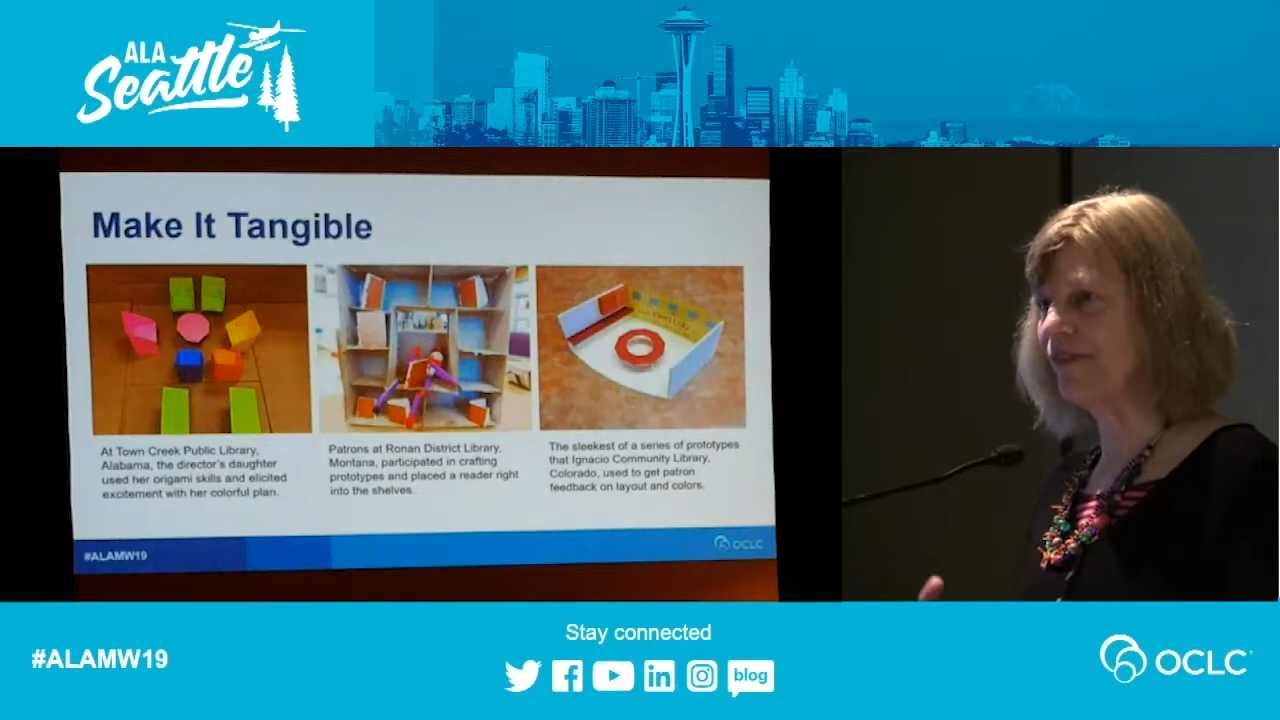 ALA
Seattle
Make It Tangible
At Town Creek Public Library,
Alabama, the director's daughter
used her origami skills and elicited
excitement with her colorful plan.
Patrons at Ronan District Library,
Montana, participated in crafting
prototypes and placed a reader right
into the shelves.
The sleekest of a series of prototypes
that Ignacio Community Library,
Colorado, used to get patron
feedback on layout and colors.
#ALAMW19
OCLC
Stay connected
#ALAMW19
blog
OCLC